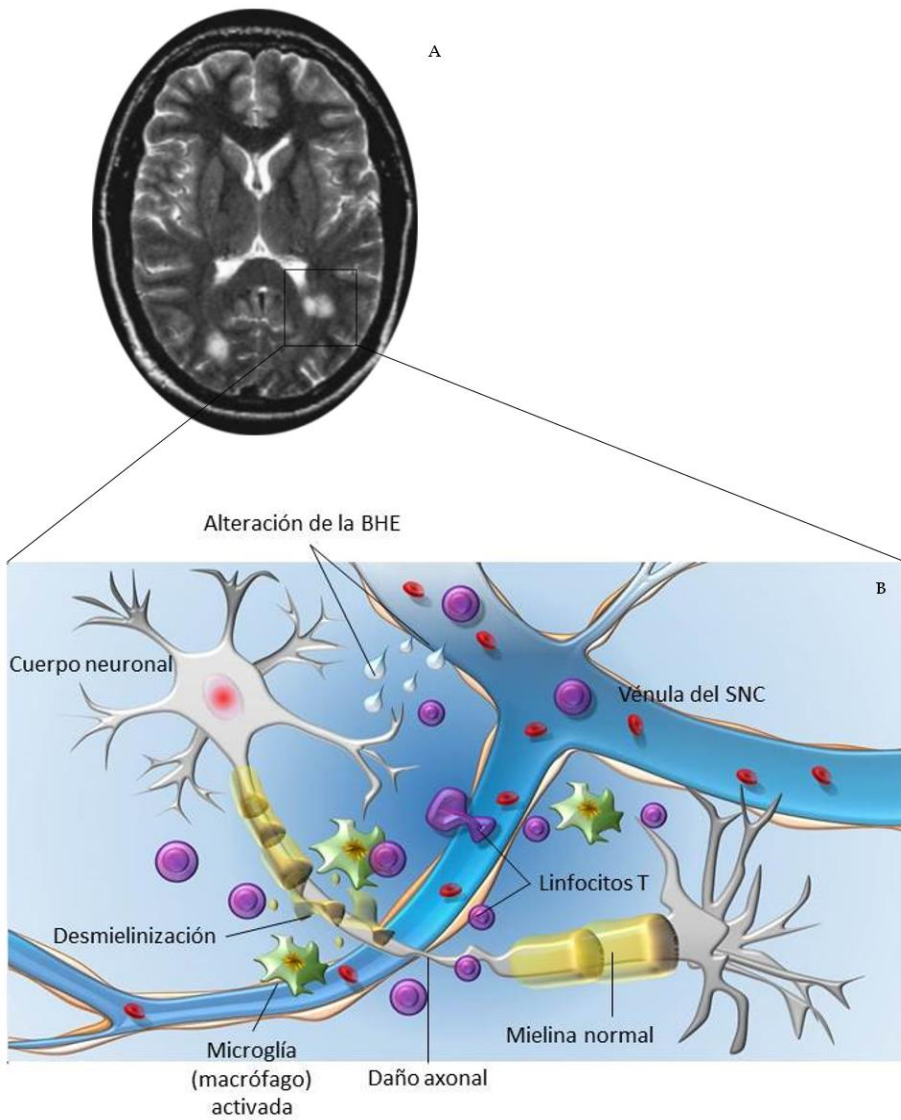 A
Alteración de la BHE
B
Cuerpo neuronal
Vénula del SNC
Linfocitos T
Desmielinización
Mielina normal
Microglía
(macrófago)
activada
Daño axonal